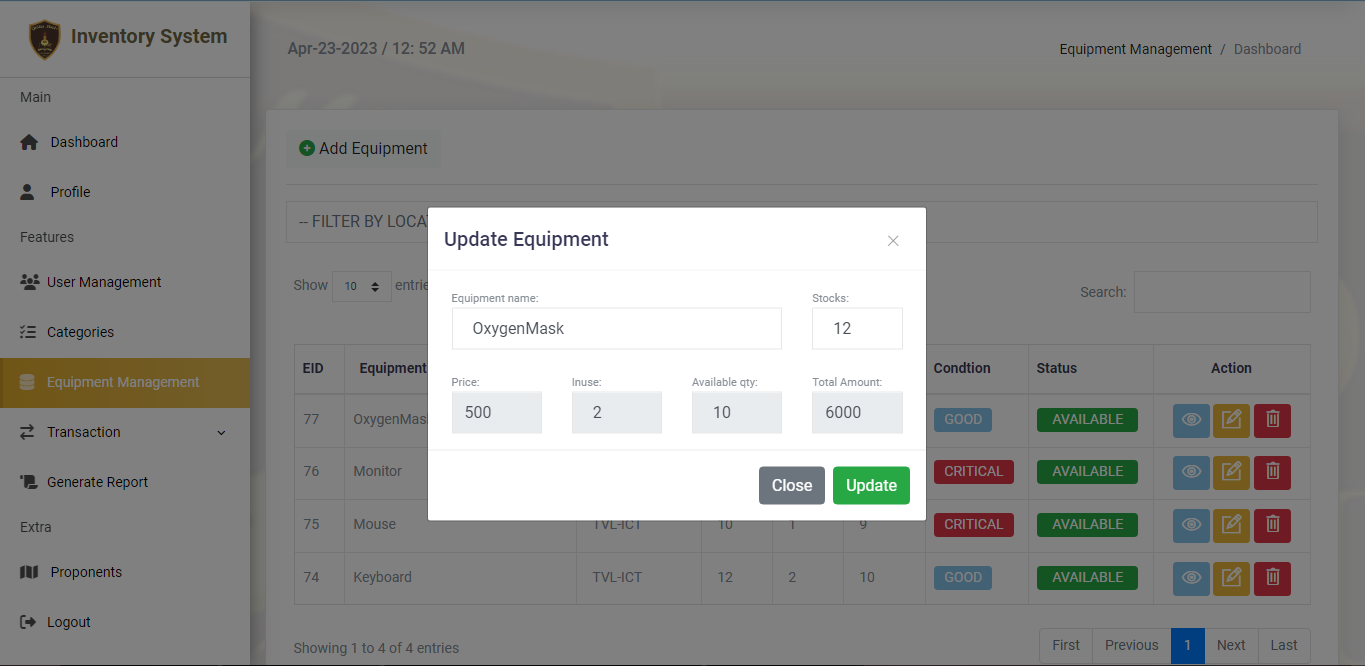 Inventory System
Apr-23-2023 / 12: 52 AM
Equipment Management / Dashboard
Main
Dashboard
Profile
Features
User Management
Categories
Equipment Management
Transaction
Generate Report
Extra
Proponents
Logout
Add Equipment
-- FILTER BY LOCA
Show 10 entrie
Search:
Update Equipment
×
Equipment name: Stocks:
OxygenMask 12
Price: Inuse: Available qty: Total Amount:
500 2 10 6000
Close Update
EID Equipment Condtion Status Action
77 OxygenMas GOOD AVAILABLE
76 Monitor CRITICAL AVAILABLE
75 Mouse TVL-ICT 10 1 9 CRITICAL AVAILABLE
74 Keyboard TVL-ICT 12 2 10 GOOD AVAILABLE
Showing 1 to 4 of 4 entries
First Previous 1 Next Last